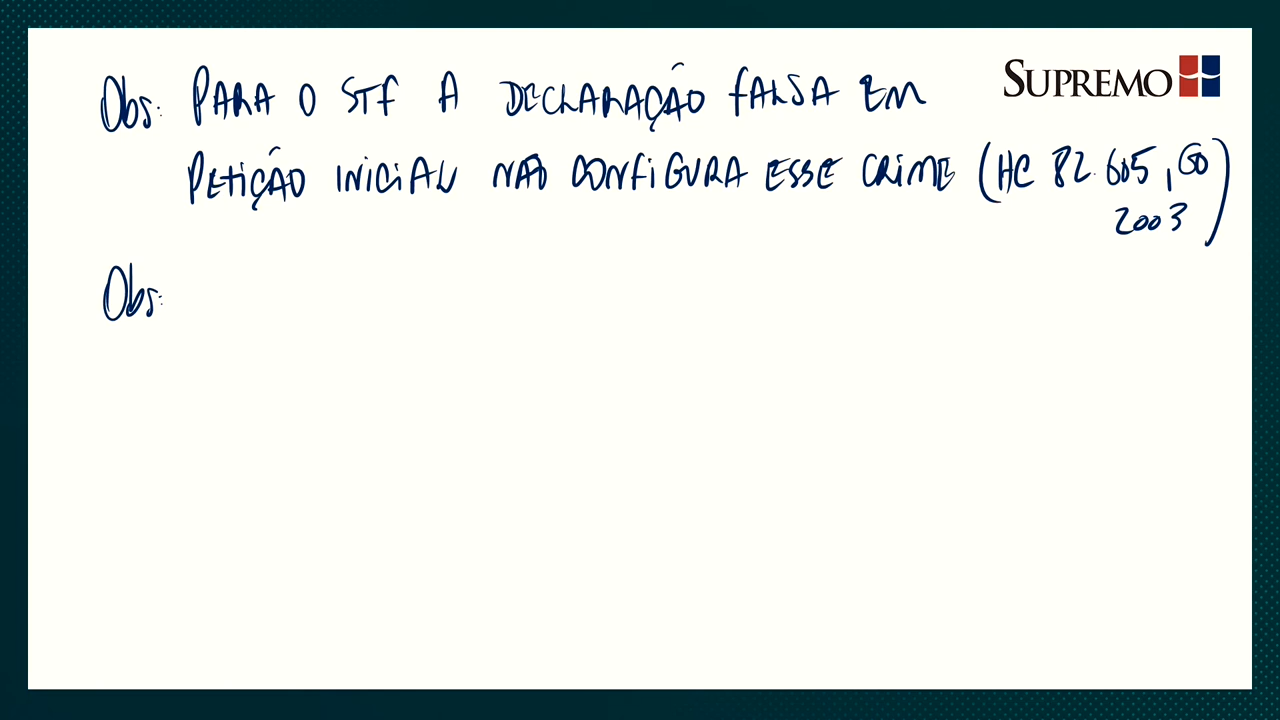 SUPREMO
Obs: PARA O STF A DECLARAÇÃO FALSA EM
PETIÇÃO INICIAL NÃO CONFIGURA ESSE CRIME (HC 82.605, GO
2003)
Obs: